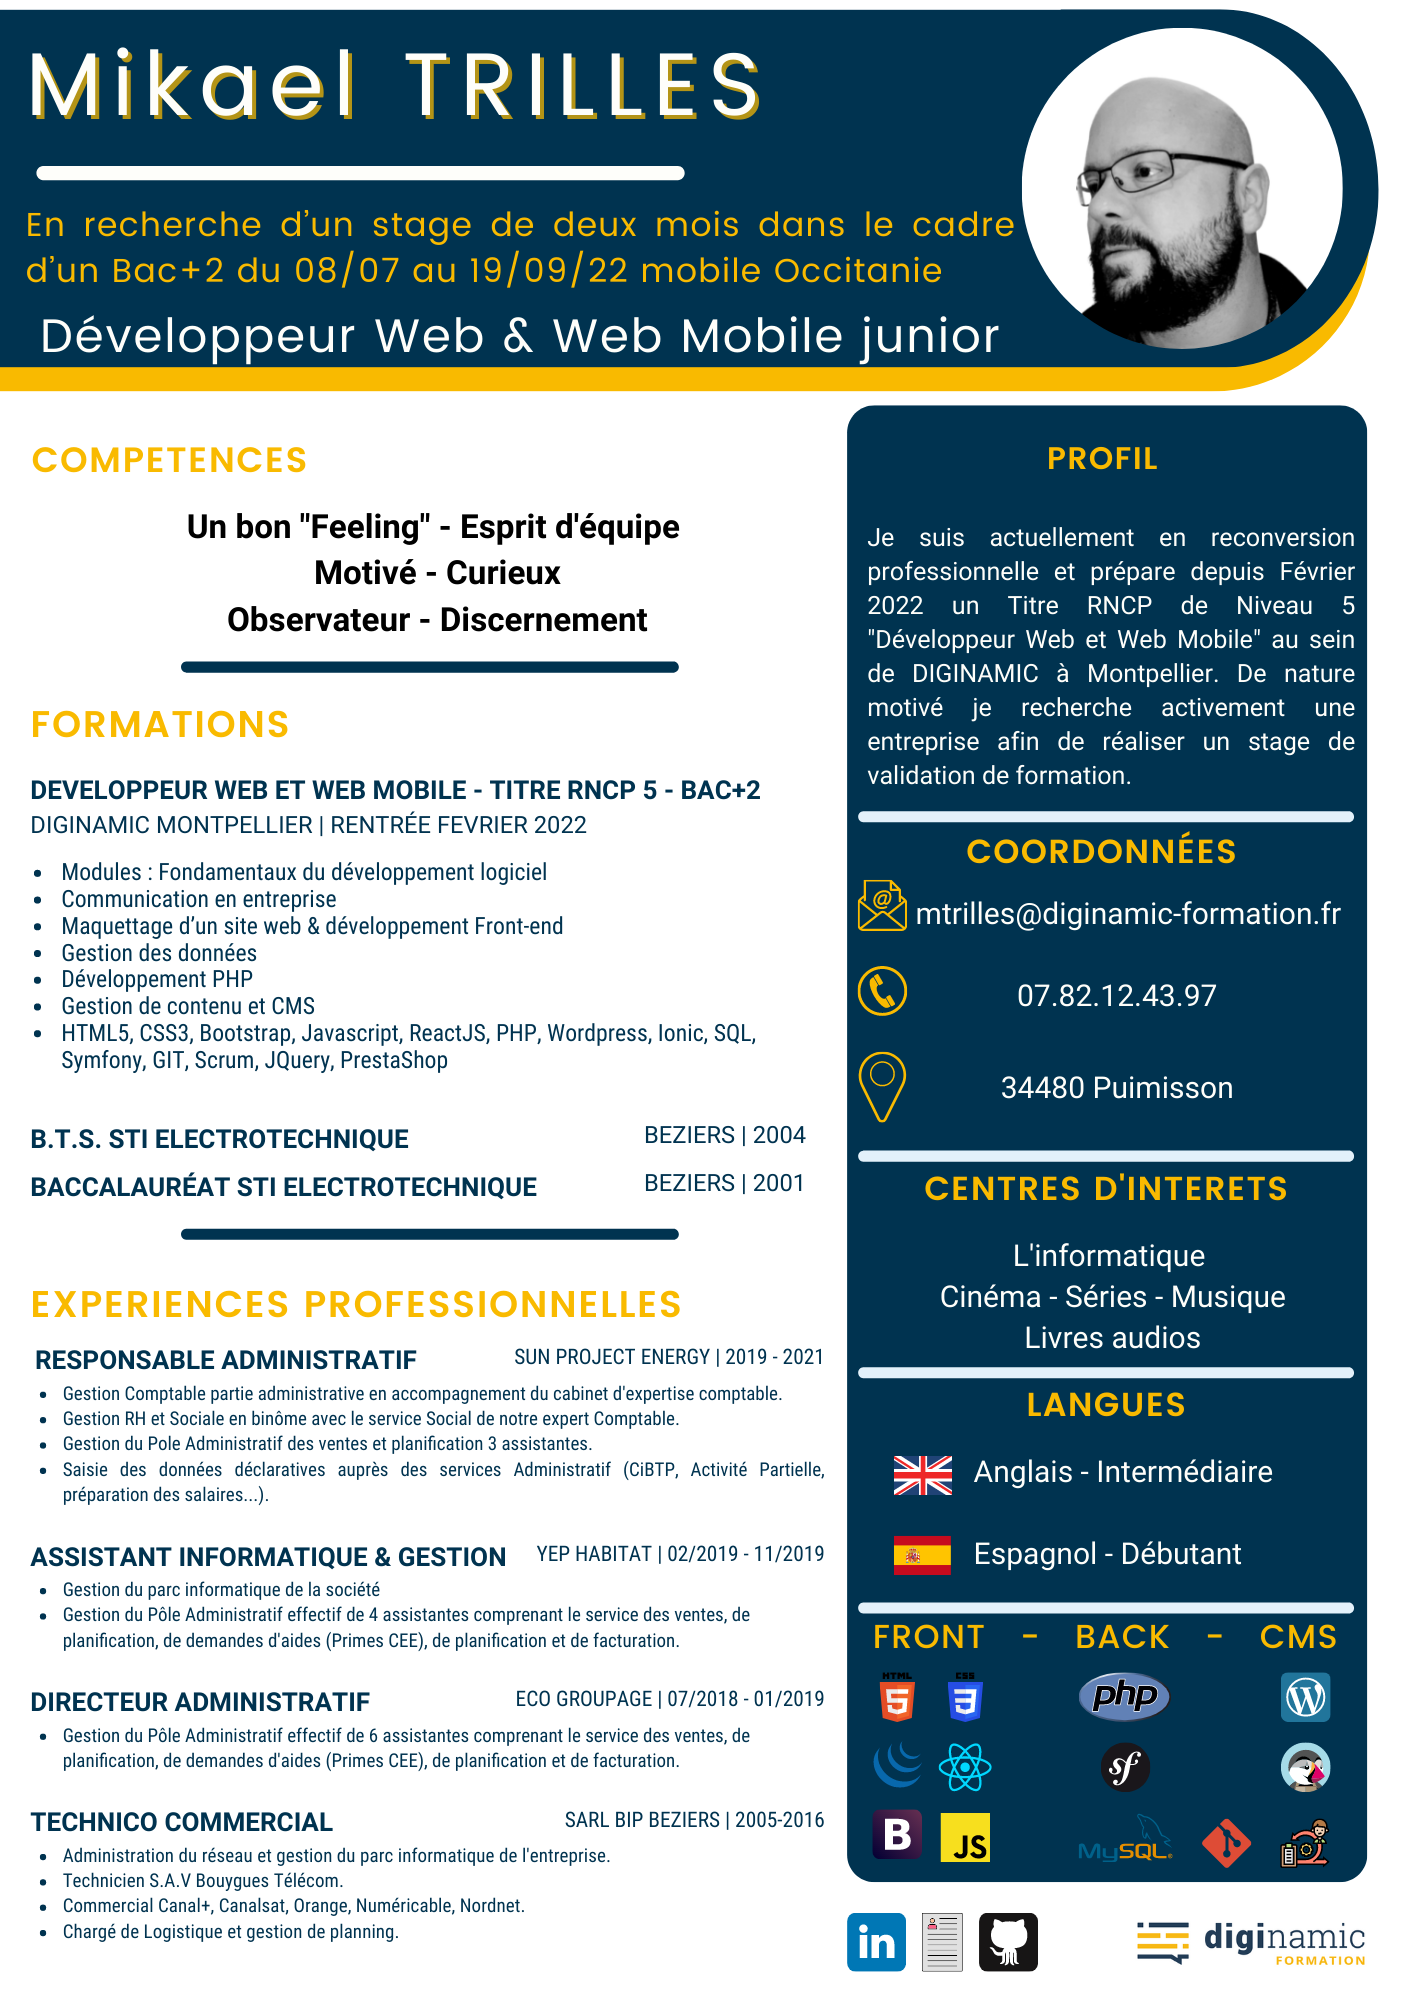 Mikael TRILLES
En recherche d'un stage de deux mois dans le cadre
d'un Bac+2 du 08/07 au 19/09/22 mobile Occitanie
Développeur Web & Web Mobile junior
COMPETENCES
Un bon "Feeling" - Esprit d'équipe
Motivé - Curieux
Observateur - Discernement
FORMATIONS
DEVELOPPEUR WEB ET WEB MOBILE - TITRE RNCP 5 - BAC+2
DIGINAMIC MONTPELLIER | RENTRÉE FEVRIER 2022
• Modules : Fondamentaux du développement logiciel
• Communication en entreprise
• Maquettage d’un site web & développement Front-end
• Gestion des données
• Développement PHP
• Gestion de contenu et CMS
• HTML5, CSS3, Bootstrap, Javascript, ReactJS, PHP, Wordpress, Ionic, SQL,
Symfony, GIT, Scrum, JQuery, PrestaShop
B.T.S. STI ELECTROTECHNIQUE BEZIERS | 2004
BACCALAURÉAT STI ELECTROTECHNIQUE BEZIERS | 2001
EXPERIENCES PROFESSIONNELLES
RESPONSABLE ADMINISTRATIF SUN PROJECT ENERGY | 2019 - 2021
• Gestion Comptable partie administrative en accompagnement du cabinet d'expertise comptable.
• Gestion RH et Sociale en binôme avec le service Social de notre expert Comptable.
• Gestion du Pole Administratif des ventes et planification 3 assistantes.
• Saisie des données déclaratives auprès des services Administratif (CiBTP, Activité Partielle,
préparation des salaires...).
ASSISTANT INFORMATIQUE & GESTION YEP HABITAT | 02/2019 - 11/2019
• Gestion du parc informatique de la société
• Gestion du Pôle Administratif effectif de 4 assistantes comprenant le service des ventes, de
planification, de demandes d'aides (Primes CEE), de planification et de facturation.
DIRECTEUR ADMINISTRATIF ECO GROUPAGE | 07/2018 - 01/2019
• Gestion du Pôle Administratif effectif de 6 assistantes comprenant le service des ventes, de
planification, de demandes d'aides (Primes CEE), de planification et de facturation.
TECHNICO COMMERCIAL SARL BIP BEZIERS | 2005-2016
• Administration du réseau et gestion du parc informatique de l'entreprise.
• Technicien S.A.V Bouygues Télécom.
• Commercial Canal+, Canalsat, Orange, Numéricable, Nordnet.
• Chargé de Logistique et gestion de planning.
PROFIL
Je suis actuellement en reconversion
professionnelle et prépare depuis Février
2022 un Titre RNCP de Niveau 5
"Développeur Web et Web Mobile" au sein
de DIGINAMIC à Montpellier. De nature
motivé je recherche activement une
entreprise afin de réaliser un stage de
validation de formation.
COORDONNÉES
@ mtrilles@diginamic-formation.fr
07.82.12.43.97
34480 Puimisson
CENTRES D'INTERETS
L'informatique
Cinéma - Séries - Musique
Livres audios
LANGUES
Anglais - Intermédiaire
Espagnol - Débutant
FRONT - BACK - CMS
HTML CSS
5 3 php W
sf
B JS MySQL
in diginamic
FORMATION